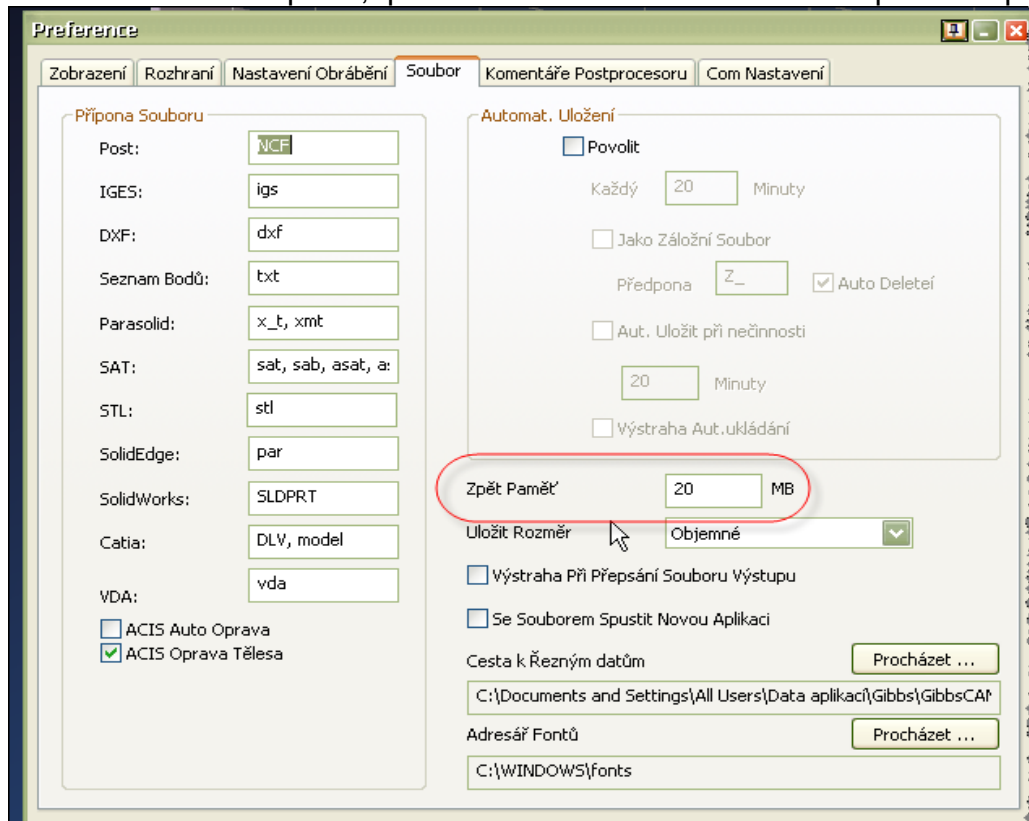 Preference
Zobrazení Rozhraní Nastavení Obrábění Soubor Komentáře Postprocesoru Com Nastavení
Přípona Souboru
Post: NCF
IGES: igs
DXF: dxf
Seznam Bodů: txt
Parasolid: x_t, xmt
SAT: sat, sab, asat, a
STL: stl
SolidEdge: par
SolidWorks: SLDPRT
Catia: DLV, model
VDA: vda
ACIS Auto Oprava
ACIS Oprava Tělesa
Automat. Uložení
Povolit
Každý 20 Minuty
Jako Záložní Soubor
Předpona Z_ Auto Deleteí
Aut. Uložit při nečinnosti
20 Minuty
Výstraha Aut.ukládání
Zpět Paměť 20 MB
Uložit Rozměr Objemné
Výstraha Při Přepsání Souboru Výstupu
Se Souborem Spustit Novou Aplikaci
Cesta k Řezným datům Procházet ...
C:\Documents and Settings\All Users\Data aplikací\Gibbs\GibbsCAM
Adresář Fontů Procházet ...
C:\WINDOWS\fonts